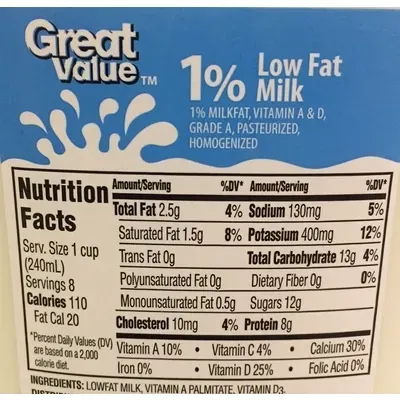 Great
Value™
1% Low Fat
Milk
1% MILKFAT, VITAMIN A & D,
GRADE A, PASTEURIZED,
HOMOGENIZED
Nutrition
Facts
Serv. Size 1 cup
(240mL)
Servings 8
Calories 110
Fat Cal 20
*Percent Daily Values (DV)
are based on a 2,000
calorie diet.
Amount/Serving %DV* Amount/Serving %DV*
Total Fat 2.5g 4% Sodium 130mg 5%
Saturated Fat 1.5g 8% Potassium 400mg 12%
Trans Fat 0g Total Carbohydrate 13g 4%
Polyunsaturated Fat 0g Dietary Fiber 0g 0%
Monounsaturated Fat 0.5g Sugars 12g
Cholesterol 10mg 4% Protein 8g
Vitamin A 10% • Vitamin C 4% • Calcium 30%
Iron 0% • Vitamin D 25% • Folic Acid 0%
INGREDIENTS: LOWFAT MILK, VITAMIN A PALMITATE, VITAMIN D3.